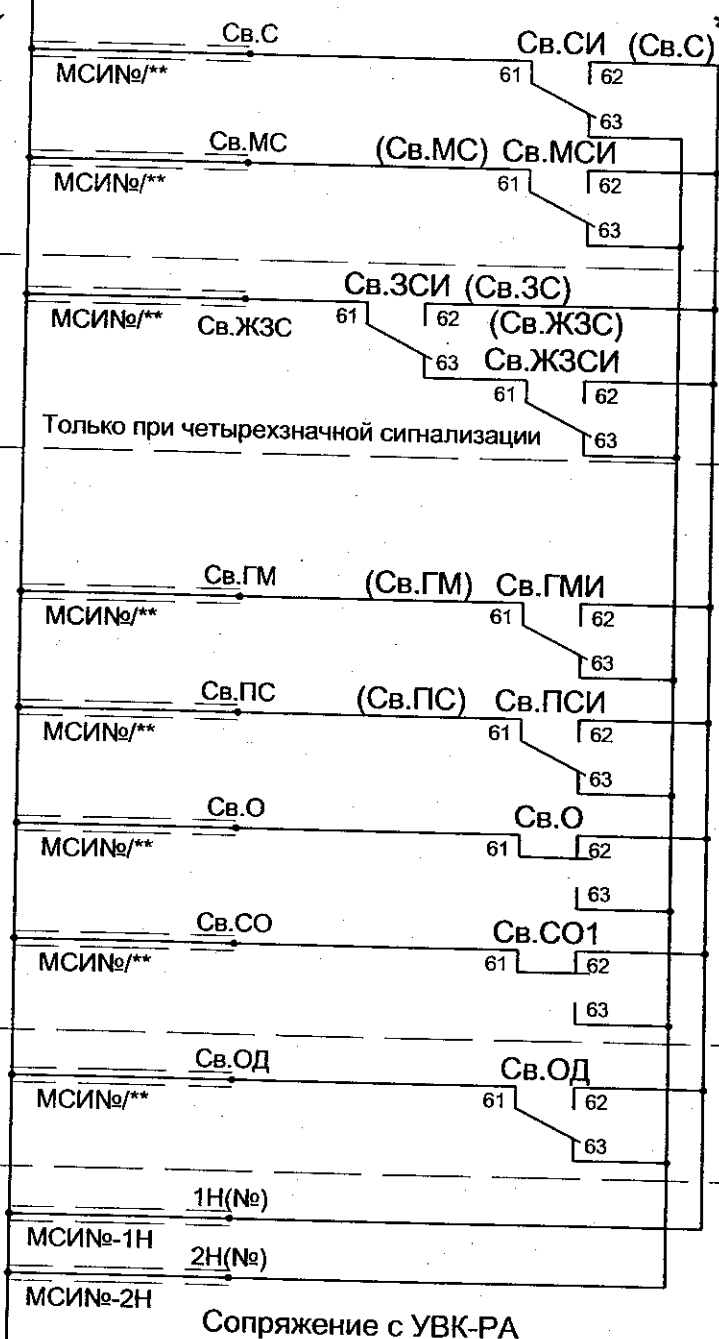 Св.С
Св.СИ (Св.С)
МСИ№/**
61 62
63
Св.МС
(Св.МС) Св.МСИ
МСИ№/**
61 62
63
Св.ЗСИ (Св.ЗС)
МСИ№/** Св.ЖЗС
61 62
(Св.ЖЗС)
63 Св.ЖЗСИ
61 62
Только при четырехзначной сигнализации
63
Св.ГМ
(Св.ГМ) Св.ГМИ
МСИ№/**
61 62
63
Св.ПС
(Св.ПС) Св.ПСИ
МСИ№/**
61 62
63
Св.О
Св.О
МСИ№/**
61 62
63
Св.СО
Св.СО1
МСИ№/**
61 62
63
Св.ОД
Св.ОД
МСИ№/**
61 62
63
1Н(№)
МСИ№-1Н
2Н(№)
МСИ№-2Н
Сопряжение с УВК-РА